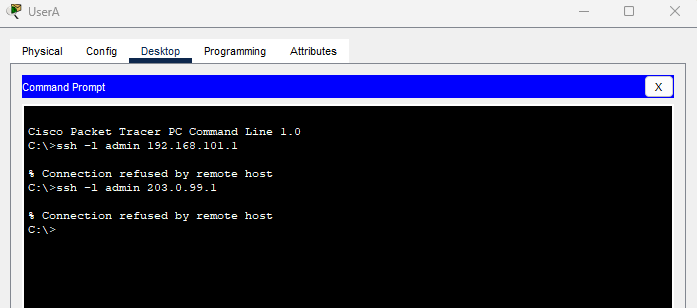 UserA
Physical Config Desktop Programming Attributes
Command Prompt
X
Cisco Packet Tracer PC Command Line 1.0
C:\>ssh -l admin 192.168.101.1
% Connection refused by remote host
C:\>ssh -l admin 203.0.99.1
% Connection refused by remote host
C:\>